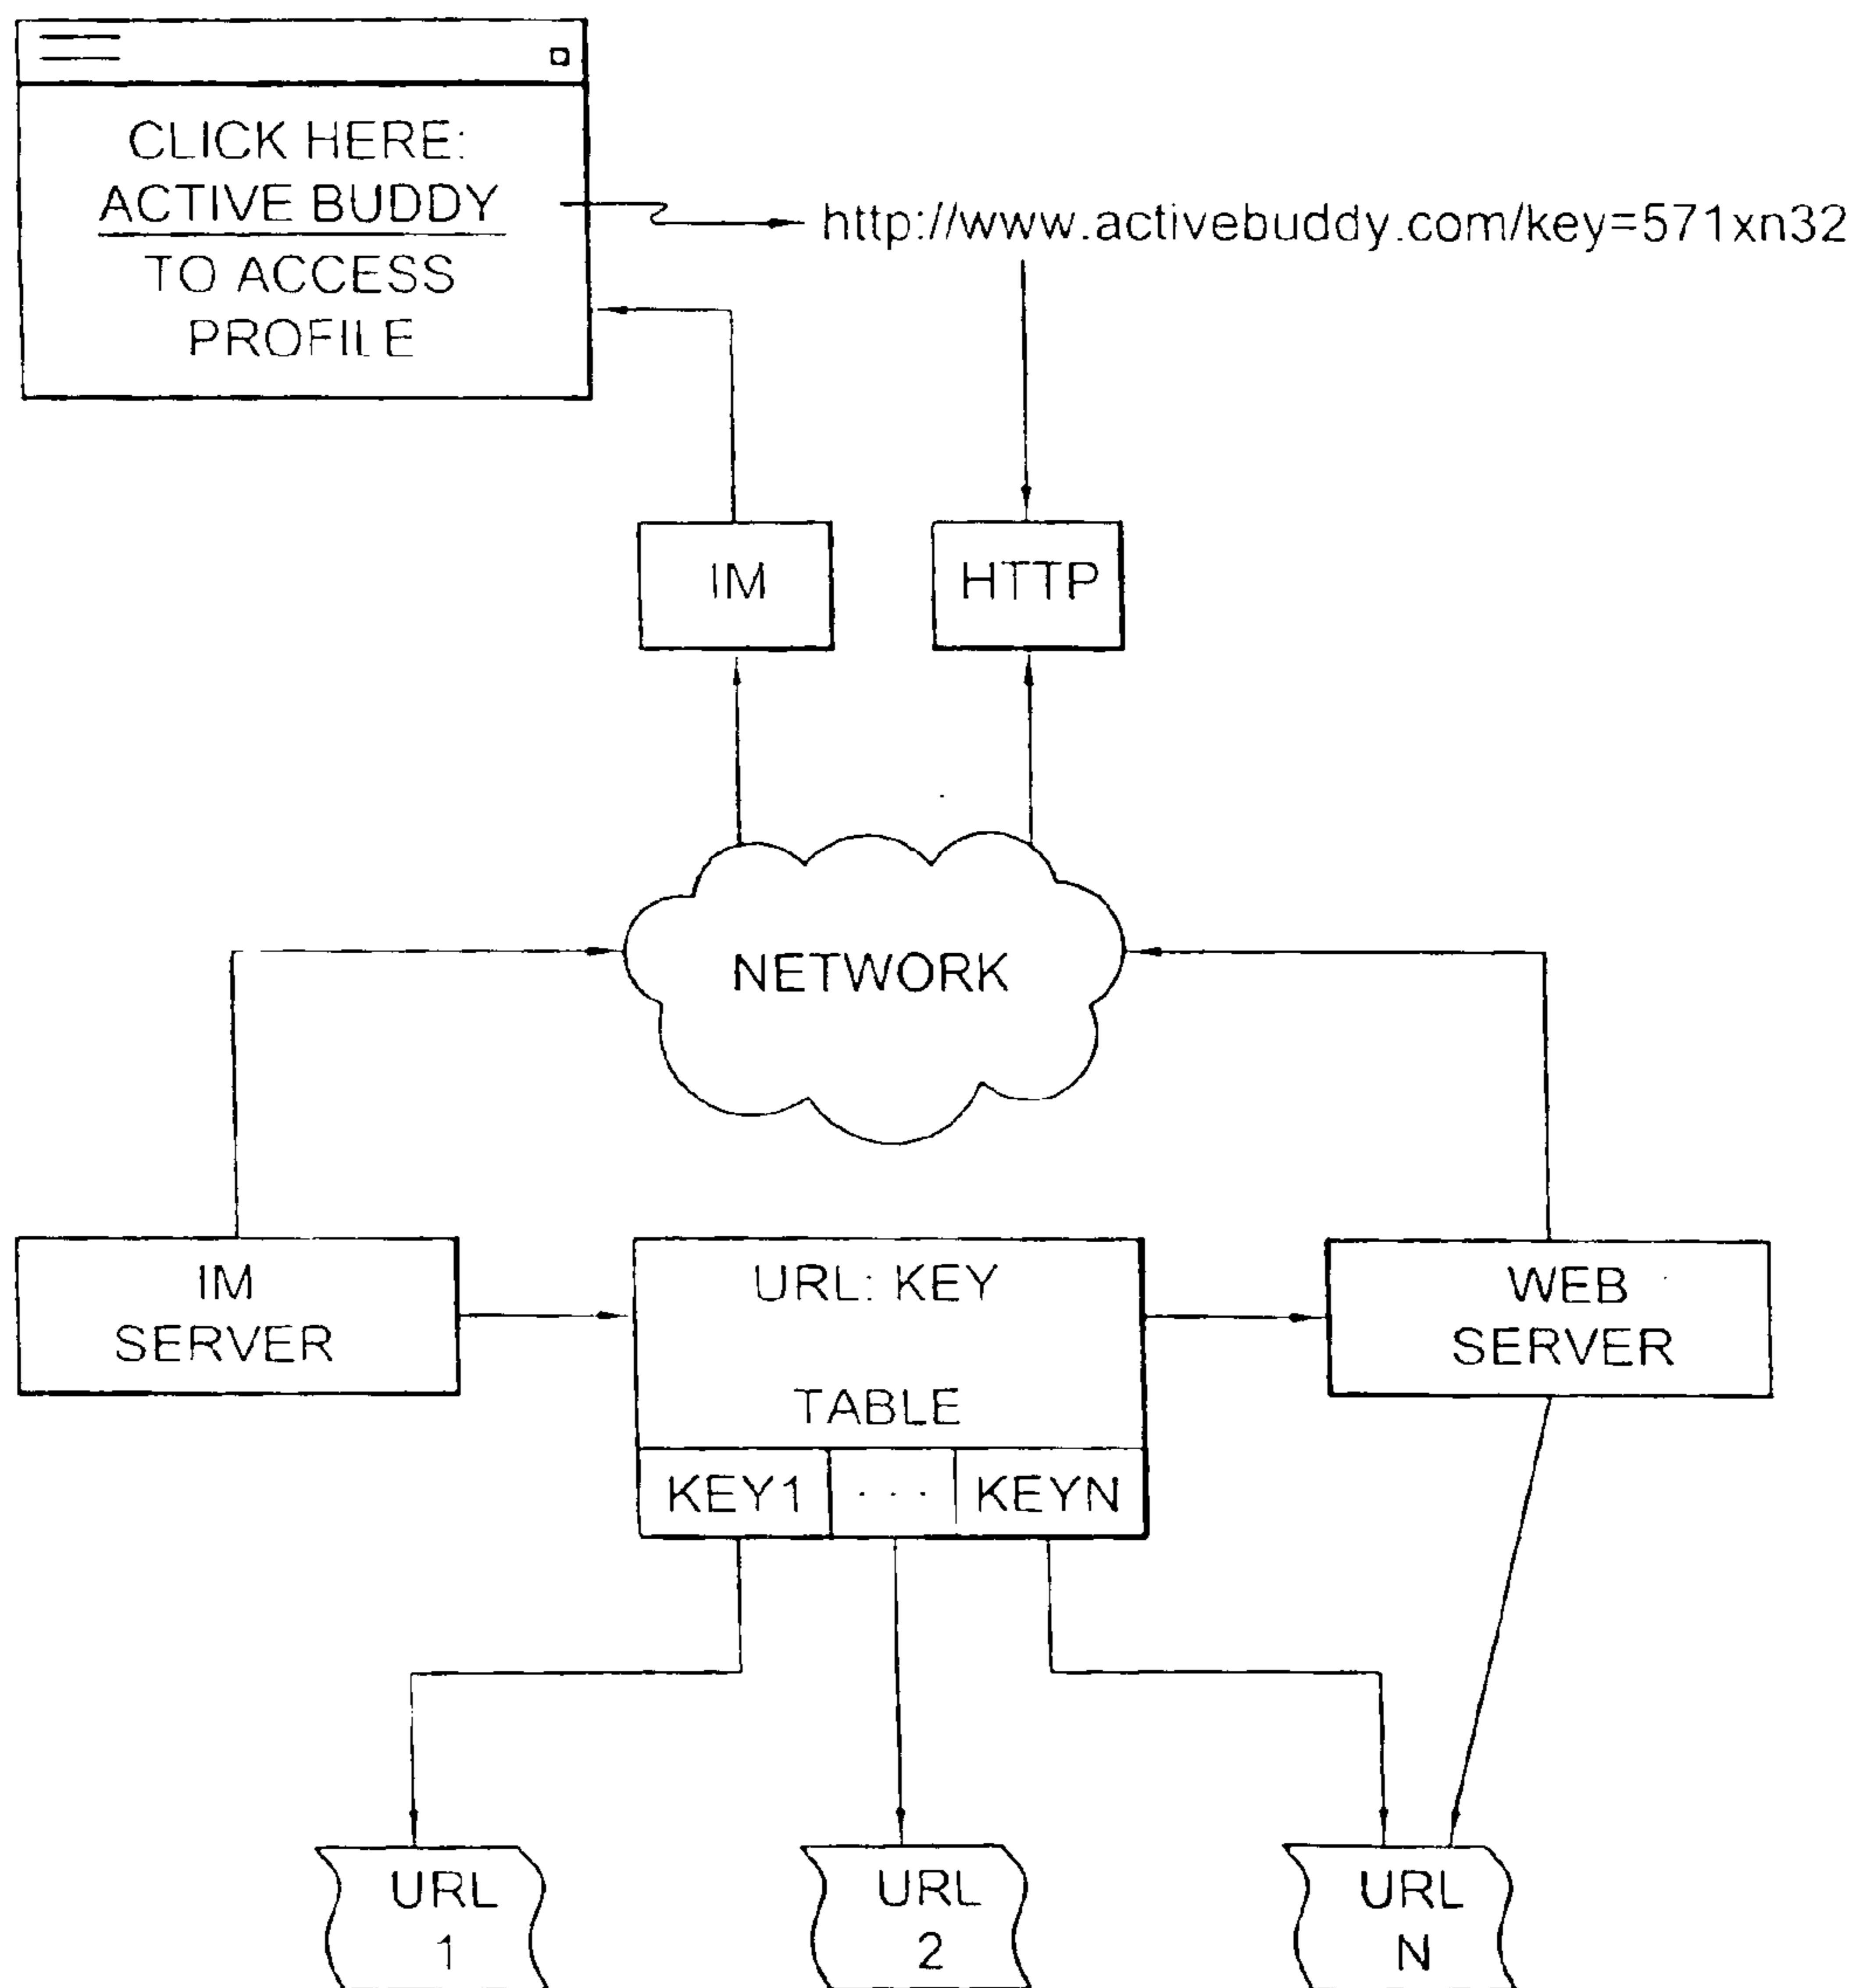 CLICK HERE:
ACTIVE BUDDY
TO ACCESS
PROFILE
http://www.activebuddy.com/key=571xn32
IM
HTTP
NETWORK
IM
SERVER
URL: KEY
TABLE
KEY1
. . .
KEYN
WEB
SERVER
URL
1
URL
2
URL
N